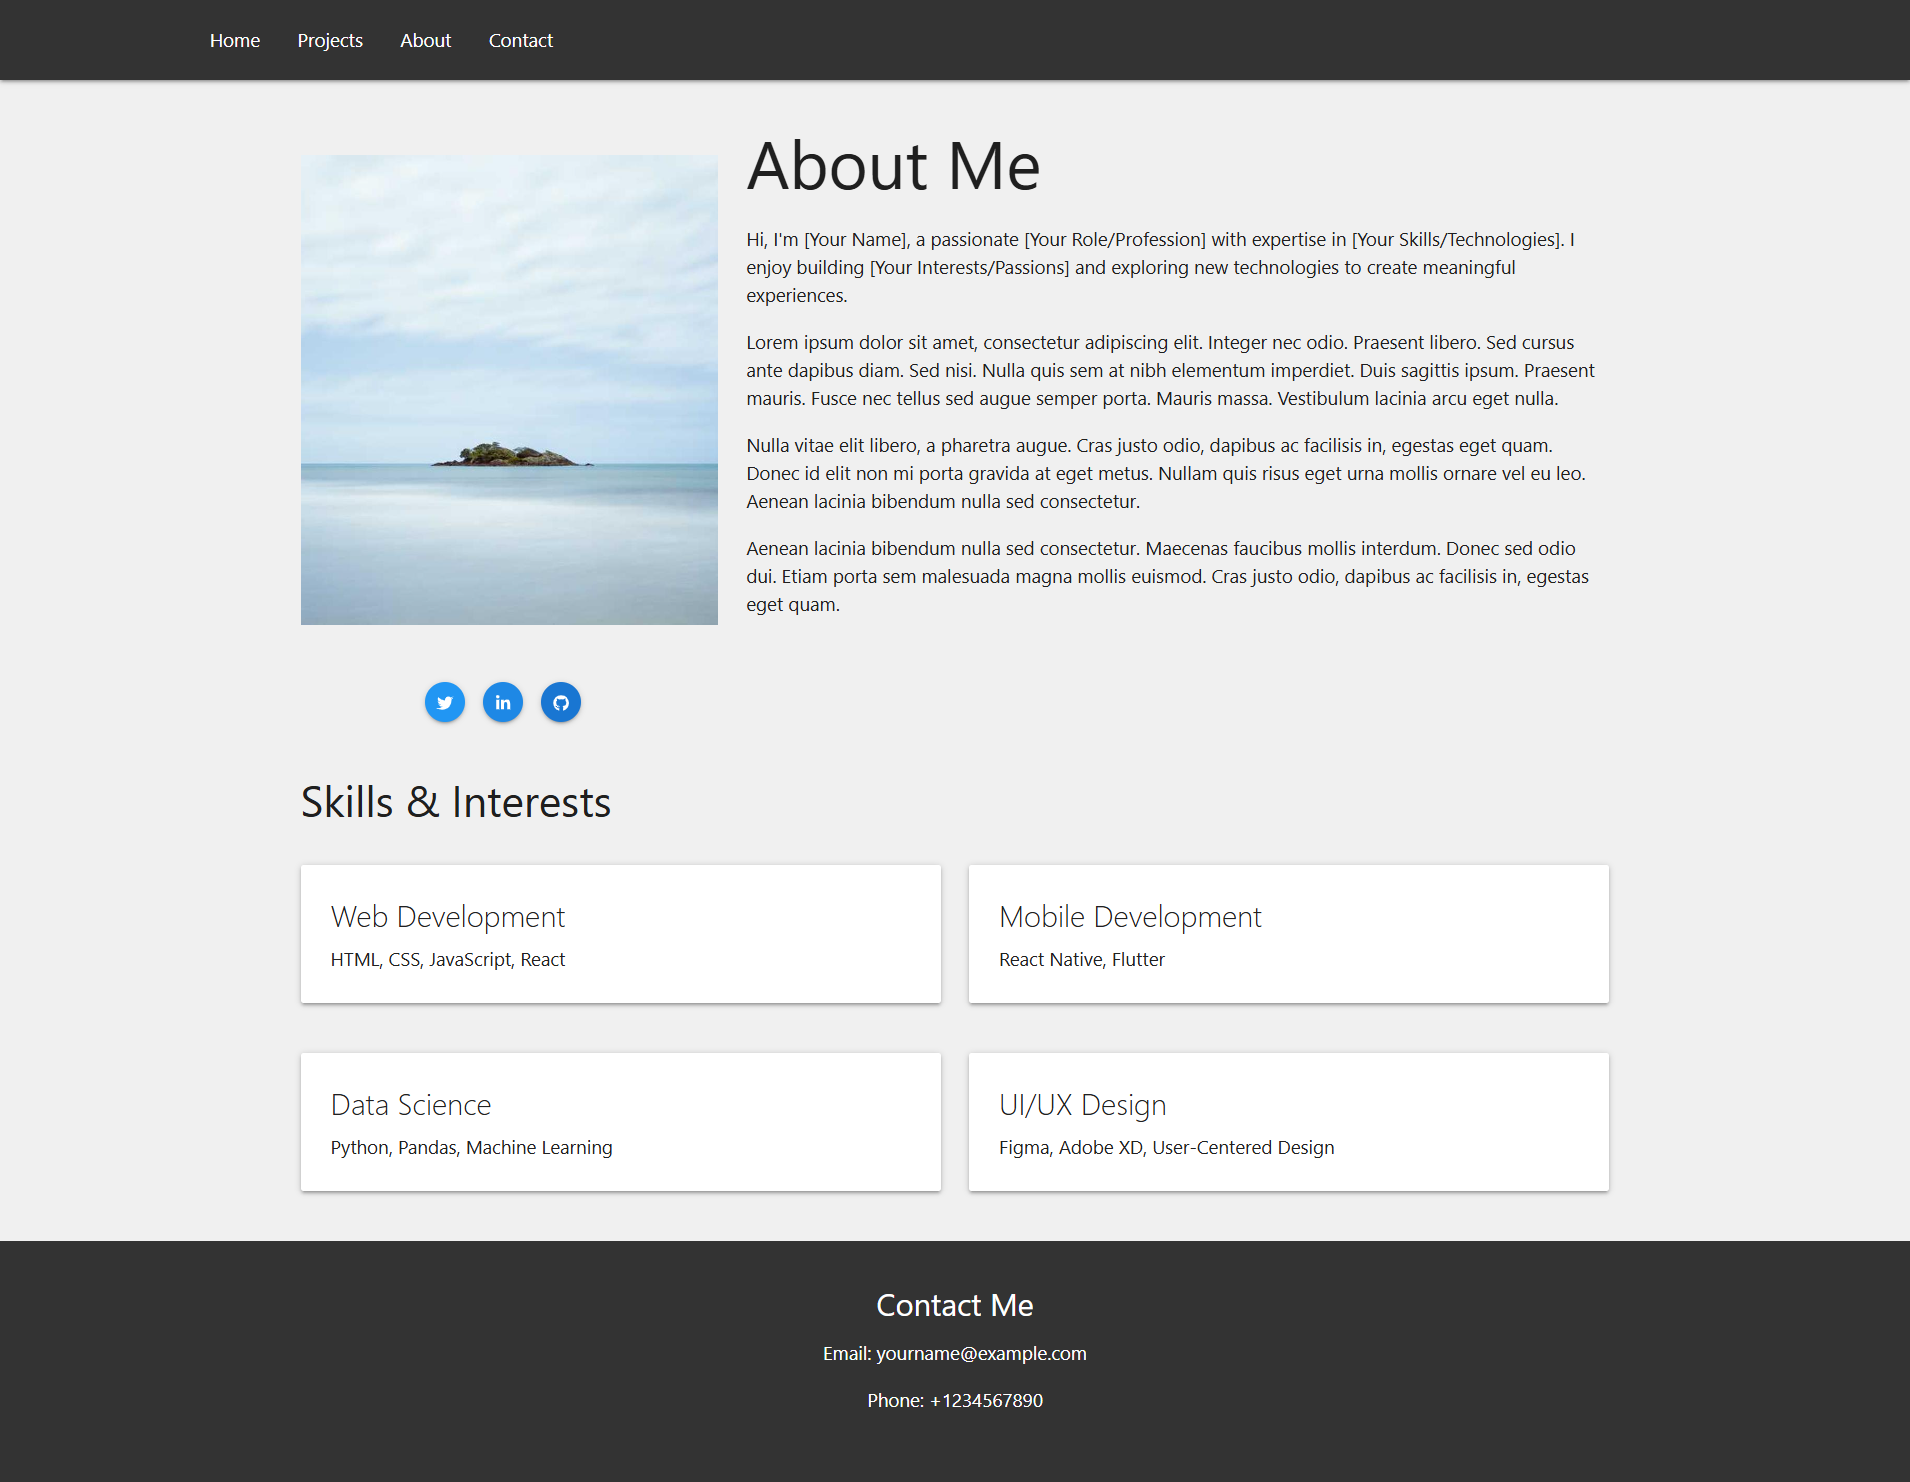 Home Projects About Contact
About Me
Hi, I'm [Your Name], a passionate [Your Role/Profession] with expertise in [Your Skills/Technologies]. I
enjoy building [Your Interests/Passions] and exploring new technologies to create meaningful
experiences.
Lorem ipsum dolor sit amet, consectetur adipiscing elit. Integer nec odio. Praesent libero. Sed cursus
ante dapibus diam. Sed nisi. Nulla quis sem at nibh elementum imperdiet. Duis sagittis ipsum. Praesent
mauris. Fusce nec tellus sed augue semper porta. Mauris massa. Vestibulum lacinia arcu eget nulla.
Nulla vitae elit libero, a pharetra augue. Cras justo odio, dapibus ac facilisis in, egestas eget quam.
Donec id elit non mi porta gravida at eget metus. Nullam quis risus eget urna mollis ornare vel eu leo.
Aenean lacinia bibendum nulla sed consectetur.
Aenean lacinia bibendum nulla sed consectetur. Maecenas faucibus mollis interdum. Donec sed odio
dui. Etiam porta sem malesuada magna mollis euismod. Cras justo odio, dapibus ac facilisis in, egestas
eget quam.
in
Skills & Interests
Web Development
HTML, CSS, JavaScript, React
Mobile Development
React Native, Flutter
Data Science
Python, Pandas, Machine Learning
UI/UX Design
Figma, Adobe XD, User-Centered Design
Contact Me
Email: yourname@example.com
Phone: +1234567890